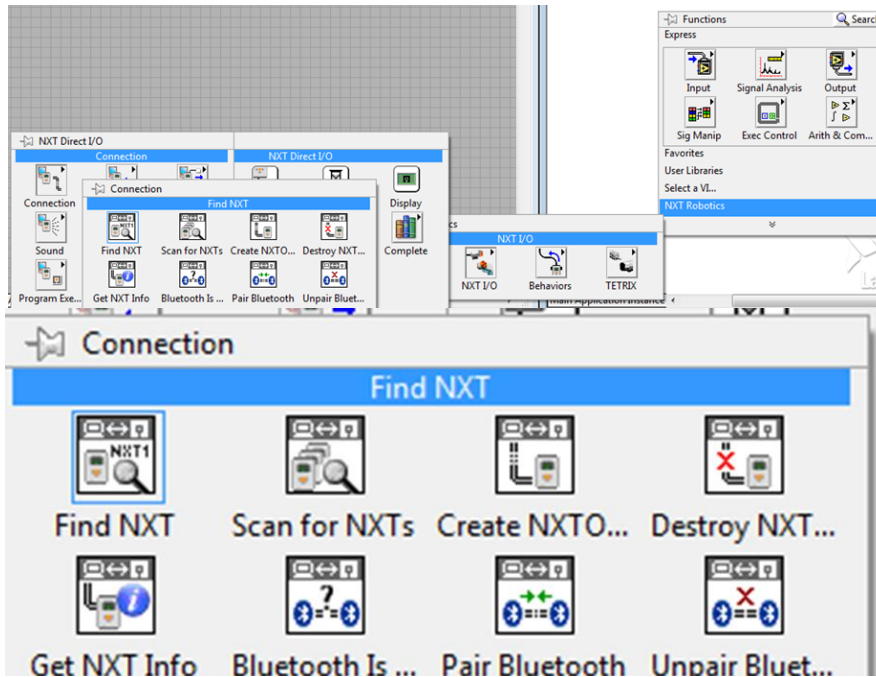 Functions
Search
Express
Input
Signal Analysis
Output
Sig Manip
Exec Control
Arith & Com...
Favorites
User Libraries
Select a VI...
NXT Robotics
NXT Direct I/O
Connection
NXT Direct I/O
Connection
Display
Sound
Complete
Program Exe...
Connection
Find NXT
NXT1
Find NXT
Scan for NXTs
Create NXTO...
Destroy NXT...
Get NXT Info
Bluetooth Is ...
Pair Bluetooth
Unpair Bluet...
NXT I/O
NXT I/O
Behaviors
TETRIX
Main Application Instance
Connection
Find NXT
NXT1
Find NXT
Scan for NXTs
Create NXTO...
Destroy NXT...
Get NXT Info
Bluetooth Is ...
Pair Bluetooth
Unpair Bluet...